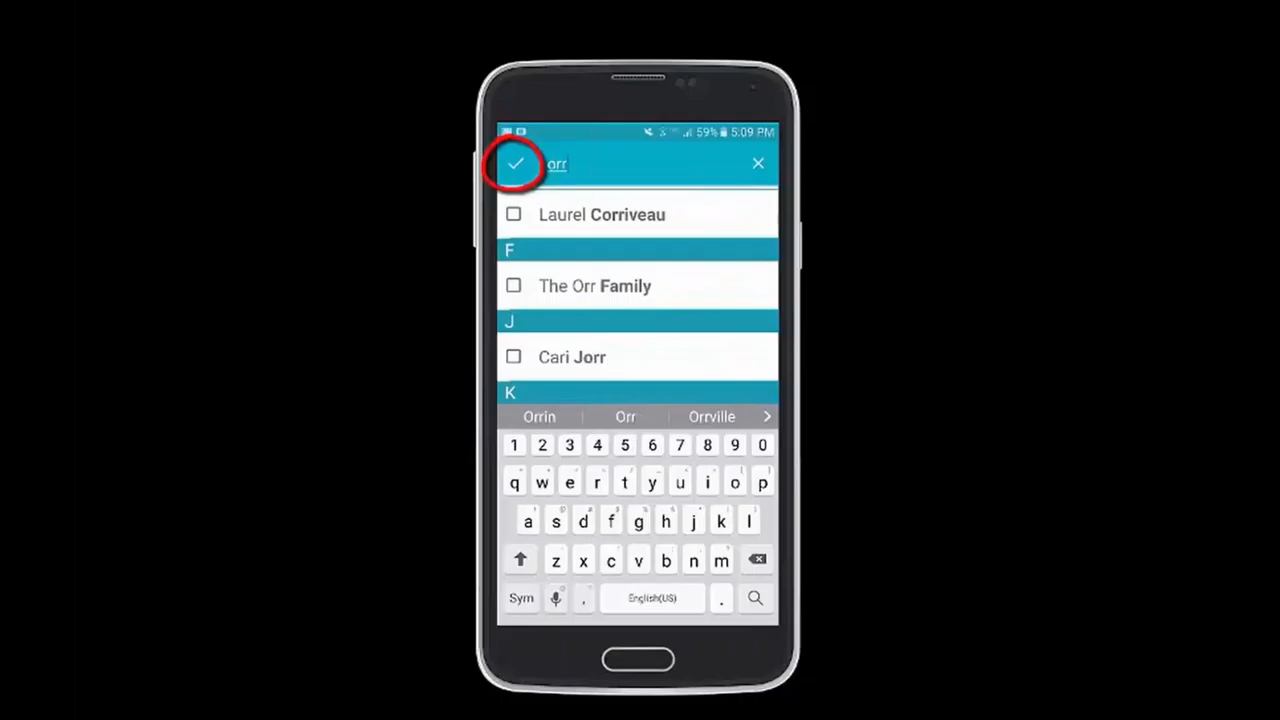 59% 5:09 PM
orr
Laurel Corriveau
F
The Orr Family
J
Cari Jorr
K
Orrin Orr Orrville
1 2 3 4 5 6 7 8 9 0
q w e r t y u i o p
a s d f g h j k l
z x c v b n m
Sym , English(US) .